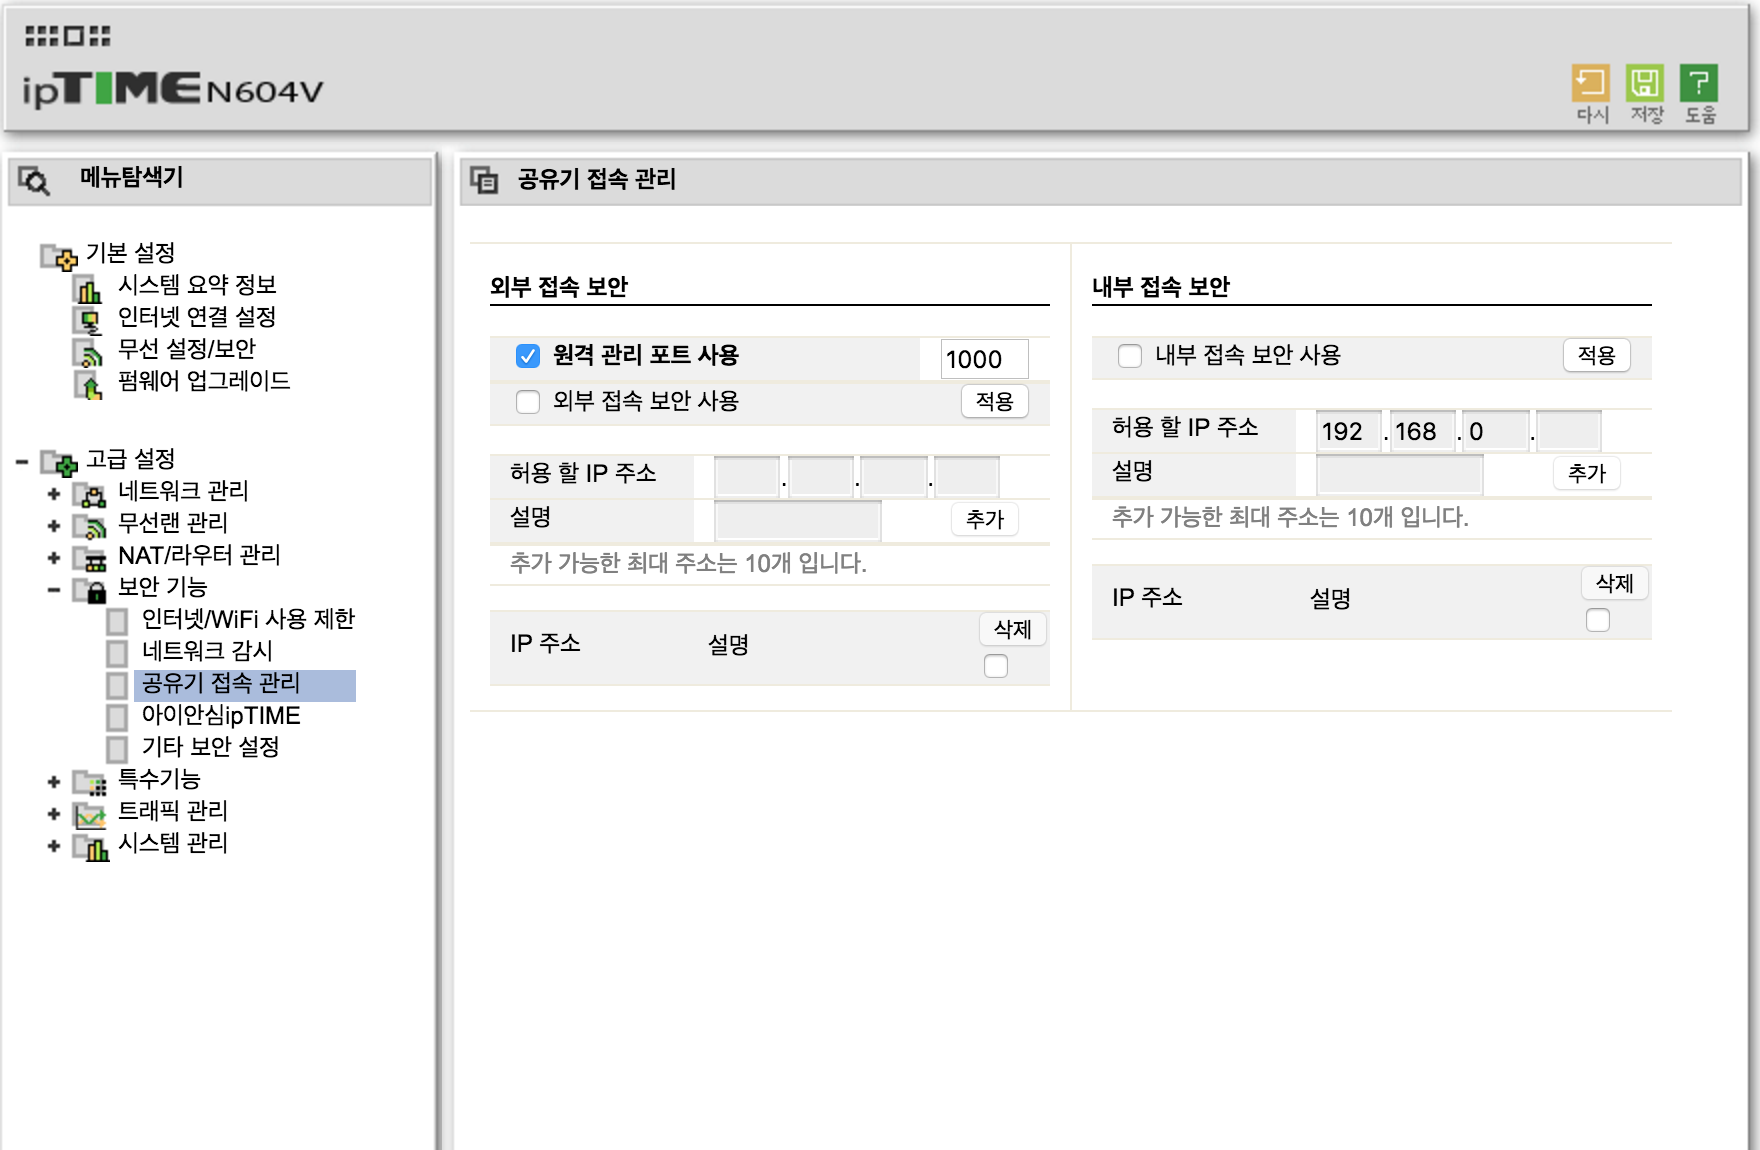 ipTIME N604V
다시 저장 도움
메뉴탐색기
기본 설정
시스템 요약 정보
인터넷 연결 설정
무선 설정/보안
펌웨어 업그레이드
고급 설정
네트워크 관리
무선랜 관리
NAT/라우터 관리
보안 기능
인터넷/WiFi 사용 제한
네트워크 감시
공유기 접속 관리
아이안심ipTIME
기타 보안 설정
특수기능
트래픽 관리
시스템 관리
공유기 접속 관리
외부 접속 보안
원격 관리 포트 사용 1000
외부 접속 보안 사용 적용
허용 할 IP 주소 . . .
설명 추가
추가 가능한 최대 주소는 10개 입니다.
IP 주소 설명 삭제
내부 접속 보안
내부 접속 보안 사용 적용
허용 할 IP 주소 192 . 168 . 0 .
설명 추가
추가 가능한 최대 주소는 10개 입니다.
IP 주소 설명 삭제